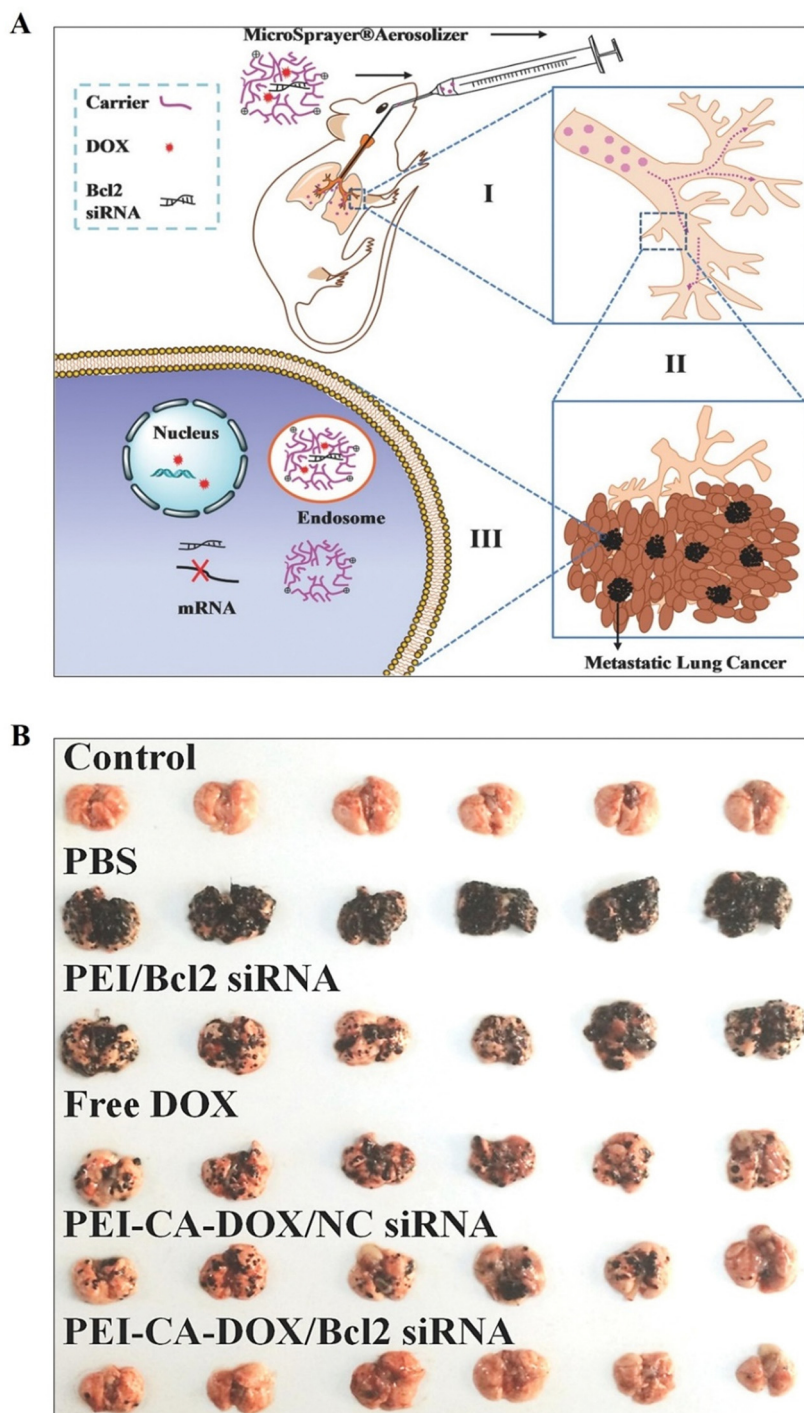 A
MicroSprayer®Aerosolizer
Carrier
DOX
Bcl2
siRNA
I
II
Nucleus
Endosome
III
mRNA
Metastatic Lung Cancer
B
Control
PBS
PEI/Bcl2 siRNA
Free DOX
PEI-CA-DOX/NC siRNA
PEI-CA-DOX/Bcl2 siRNA